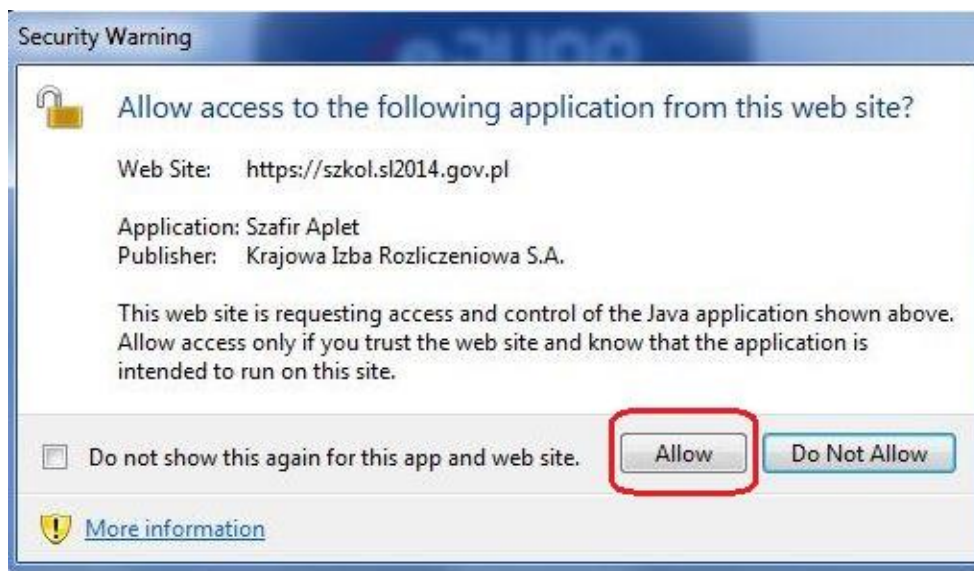 Security Warning
Allow access to the following application from this web site?
Web Site: https://szkol.sl2014.gov.pl
Application: Szafir Aplet
Publisher: Krajowa Izba Rozliczeniowa S.A.
This web site is requesting access and control of the Java application shown above.
Allow access only if you trust the web site and know that the application is
intended to run on this site.
Do not show this again for this app and web site. Allow Do Not Allow
More information